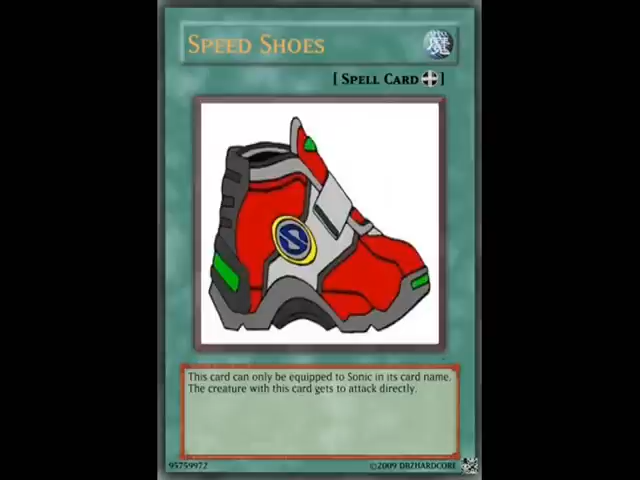 Speed Shoes
魔
[ Spell Card ]
S
This card can only be equipped to Sonic in its card name.
The creature with this card gets to attack directly.
95759972
©2009 DBZHARDCORE